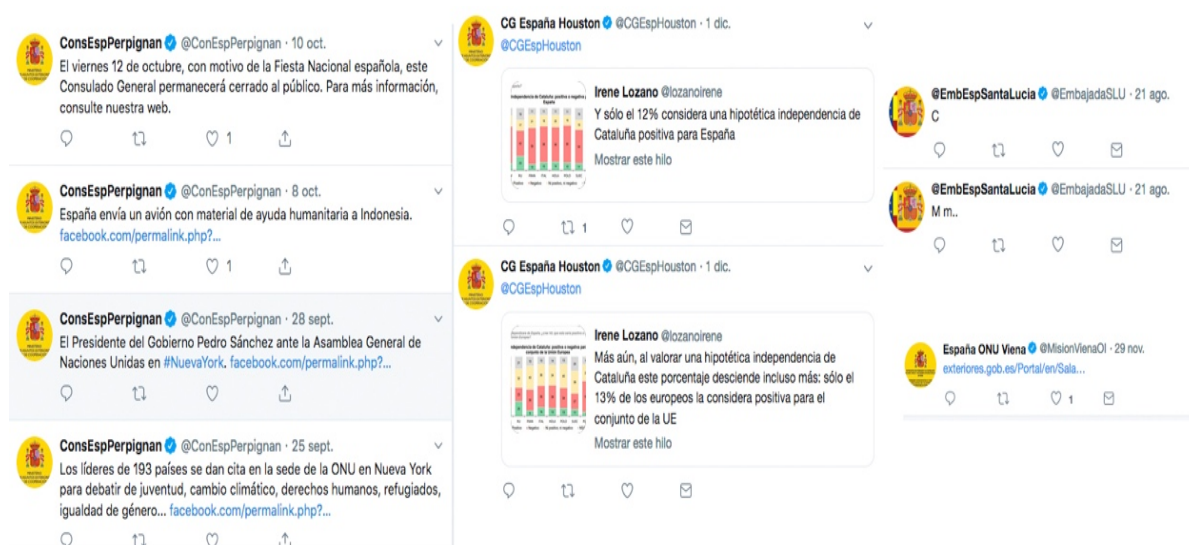 ConsEspPerpignan @ConEspPerpignan · 10 oct.
El viernes 12 de octubre, con motivo de la Fiesta Nacional española, este
Consulado General permanecerá cerrado al público. Para más información,
consulte nuestra web.
1
ConsEspPerpignan @ConEspPerpignan · 8 oct.
España envía un avión con material de ayuda humanitaria a Indonesia.
facebook.com/permalink.php?...
1
ConsEspPerpignan @ConEspPerpignan · 28 sept.
El Presidente del Gobierno Pedro Sánchez ante la Asamblea General de
Naciones Unidas en #NuevaYork. facebook.com/permalink.php?...
ConsEspPerpignan @ConEspPerpignan · 25 sept.
Los líderes de 193 países se dan cita en la sede de la ONU en Nueva York
para debatir de juventud, cambio climático, derechos humanos, refugiados,
igualdad de género... facebook.com/permalink.php?...
CG España Houston @CGEspHouston · 1 dic.
@CGEspHouston
Irene Lozano @lozanoirene
Y sólo el 12% considera una hipotética independencia de
Cataluña positiva para España
Mostrar este hilo
1
CG España Houston @CGEspHouston · 1 dic.
@CGEspHouston
Irene Lozano @lozanoirene
Más aún, al valorar una hipotética independencia de
Cataluña este porcentaje desciende incluso más: sólo el
13% de los europeos la considera positiva para el
conjunto de la UE
Mostrar este hilo
@EmbEspSantaLucia @EmbajadaSLU · 21 ago.
C
@EmbEspSantaLucia @EmbajadaSLU · 21 ago.
M m..
España ONU Viena @MisionVienaOI · 29 nov.
exteriores.gob.es/Portal/en/Sala...
1